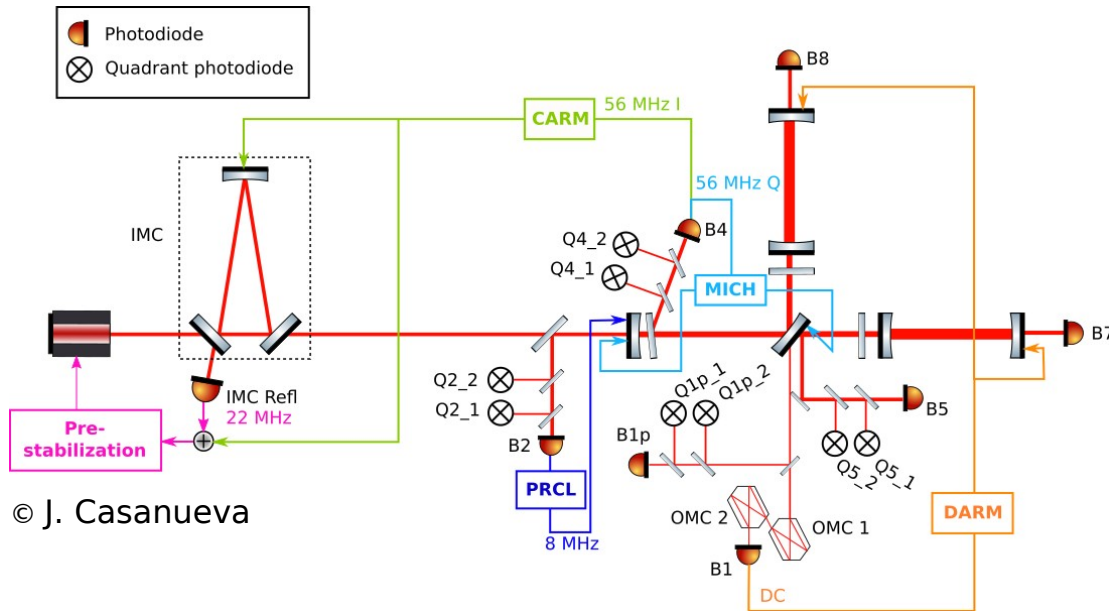 Photodiode
Quadrant photodiode
B8
56 MHz I
CARM
56 MHz Q
IMC
B4
Q4_2
Q4_1
MICH
B7
Q1p_1
Q1p_2
IMC Refl
22 MHz
Q2_2
Q2_1
B5
Pre-
stabilization
B2
B1p
Q5_2
Q5_1
PRCL
© J. Casanueva
OMC 2
OMC 1
DARM
8 MHz
B1
DC